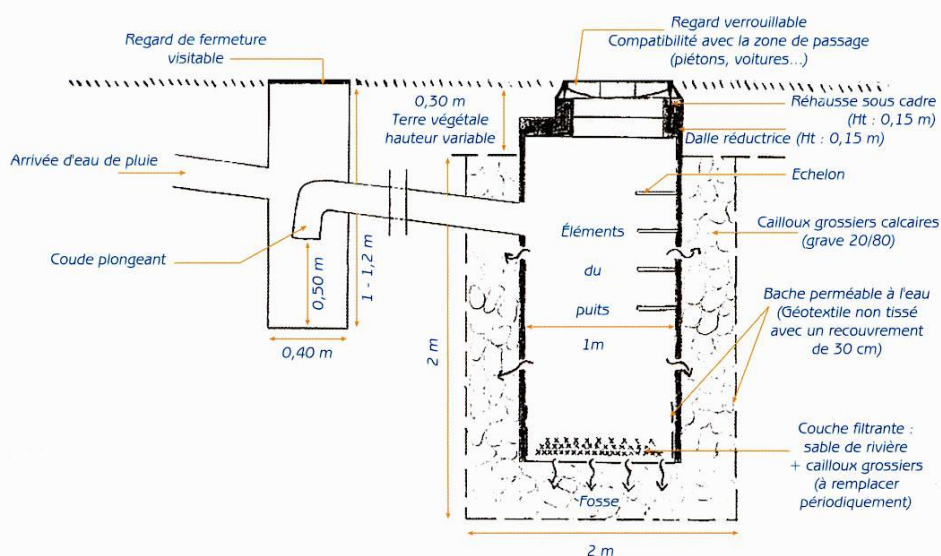 Regard de fermeture
visitable
Regard verrouillable
Compatibilité avec la zone de passage
(piétons, voitures...)
0,30 m
Terre végétale
hauteur variable
Réhausse sous cadre
(Ht : 0,15 m)
Dalle réductrice (Ht : 0,15 m)
Arrivée d'eau de pluie
Echelon
Éléments
du
puits
Cailloux grossiers calcaires
(grave 20/80)
Coude plongeant
0,50 m
1 - 1,2 m
0,40 m
2 m
1m
Bache perméable à l'eau
(Géotextile non tissé
avec un recouvrement
de 30 cm)
Couche filtrante :
sable de rivière
+ cailloux grossiers
(à remplacer
périodiquement)
Fosse
2 m